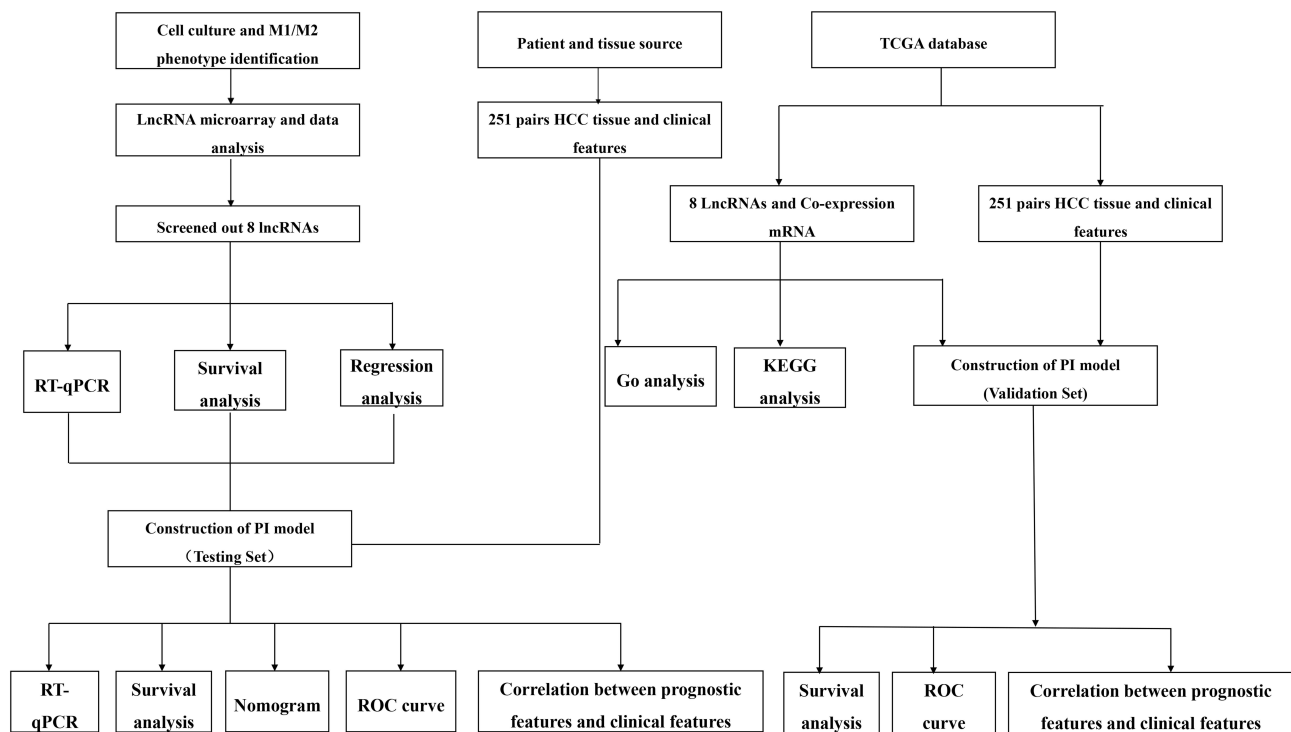 Cell culture and M1/M2
phenotype identification
Patient and tissue source
TCGA database
LncRNA microarray and data
analysis
251 pairs HCC tissue and clinical
features
Screened out 8 lncRNAs
8 LncRNAs and Co-expression
mRNA
251 pairs HCC tissue and clinical
features
RT-qPCR
Survival
analysis
Regression
analysis
Go analysis
KEGG
analysis
Construction of PI model
(Validation Set)
Construction of PI model
（Testing Set）
RT-
qPCR
Survival
analysis
Nomogram
ROC curve
Correlation between prognostic
features and clinical features
Survival
analysis
ROC
curve
Correlation between prognostic
features and clinical features